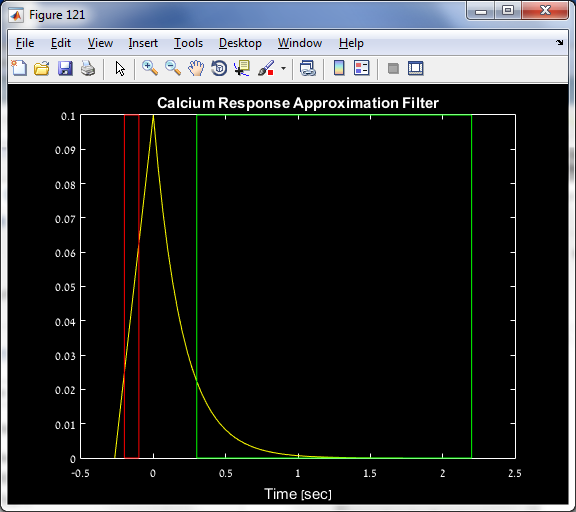 Figure 121
File Edit View Insert Tools Desktop Window Help
Calcium Response Approximation Filter
0.1
0.09
0.08
0.07
0.06
0.05
0.04
0.03
0.02
0.01
0
-0.5 0 0.5 1 1.5 2 2.5
Time [sec]